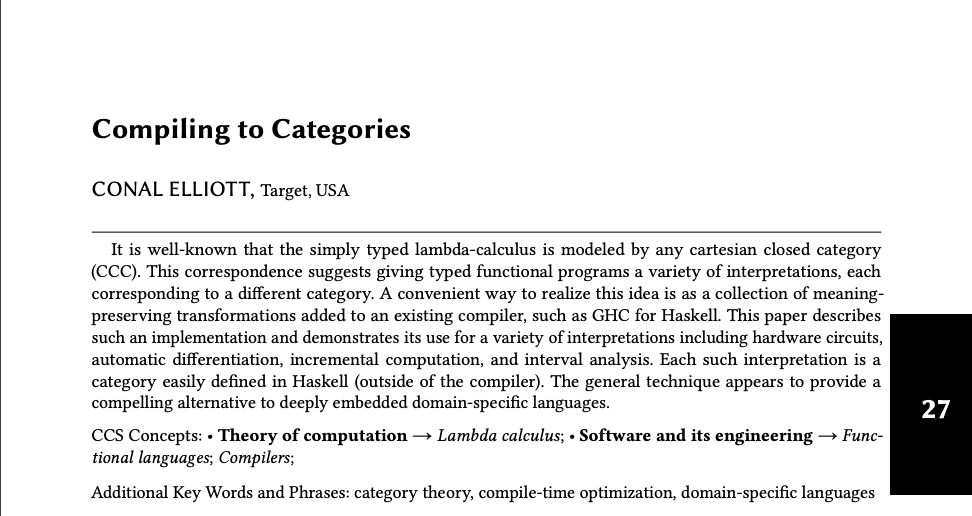 Compiling to Categories
CONAL ELLIOTT, Target, USA
It is well-known that the simply typed lambda-calculus is modeled by any cartesian closed category
(CCC). This correspondence suggests giving typed functional programs a variety of interpretations, each
corresponding to a different category. A convenient way to realize this idea is as a collection of meaning-
preserving transformations added to an existing compiler, such as GHC for Haskell. This paper describes
such an implementation and demonstrates its use for a variety of interpretations including hardware circuits,
automatic differentiation, incremental computation, and interval analysis. Each such interpretation is a
category easily defined in Haskell (outside of the compiler). The general technique appears to provide a
compelling alternative to deeply embedded domain-specific languages.
27
CCS Concepts: • Theory of computation → Lambda calculus; • Software and its engineering → Func-
tional languages; Compilers;
Additional Key Words and Phrases: category theory, compile-time optimization, domain-specific languages